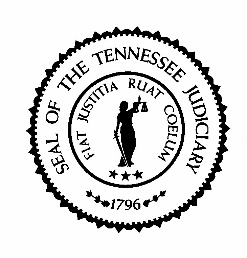 SEAL OF THE TENNESSEE JUDICIARY
FIAT JUSTITIA RUAT COELUM
1796